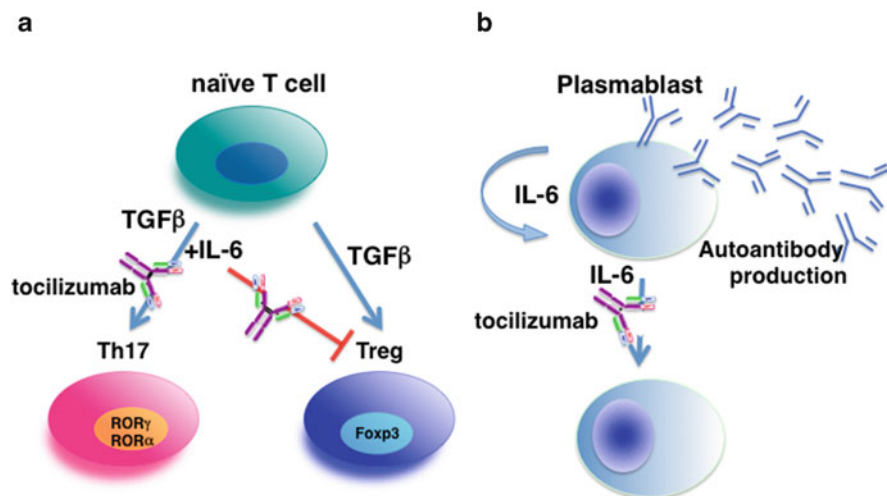 a
naïve T cell
TGFβ
+IL-6
TGFβ
tocilizumab
Th17
Treg
RORγ
RORα
Foxp3
b
Plasmablast
IL-6
Autoantibody
production
IL-6
tocilizumab